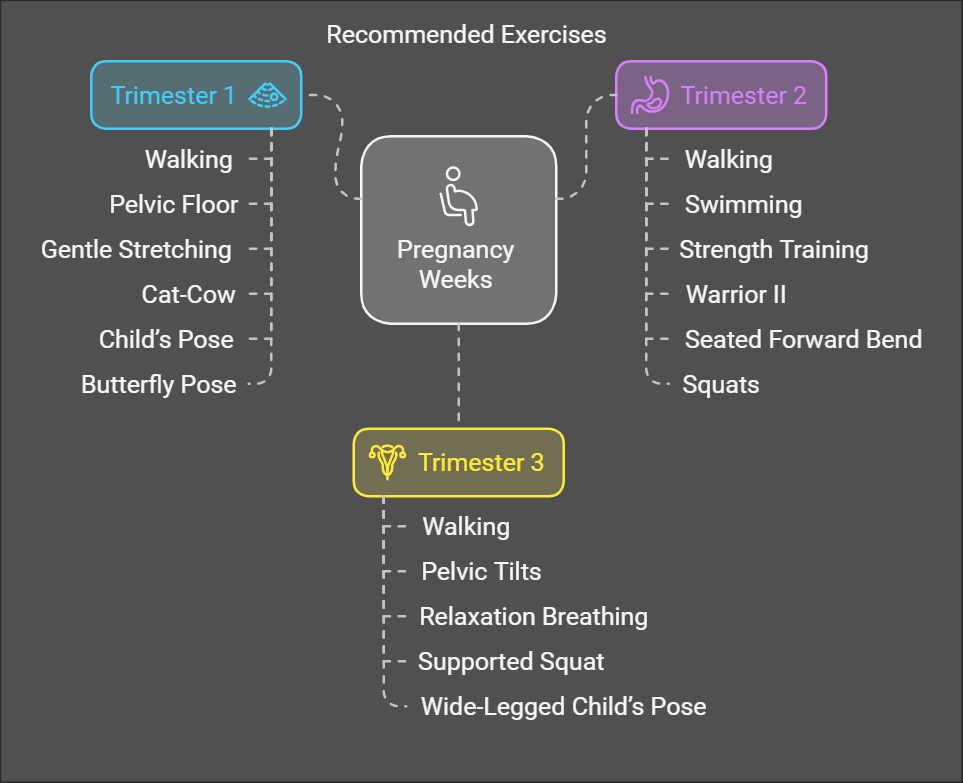 Recommended Exercises
Trimester 1
Walking
Pelvic Floor
Gentle Stretching
Cat-Cow
Child’s Pose
Butterfly Pose
Pregnancy
Weeks
Trimester 2
Walking
Swimming
Strength Training
Warrior II
Seated Forward Bend
Squats
Trimester 3
Walking
Pelvic Tilts
Relaxation Breathing
Supported Squat
Wide-Legged Child’s Pose